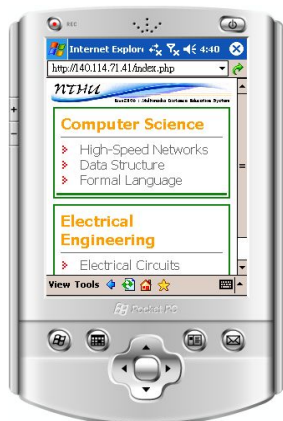 REC
Internet Explorer 4:40
http://140.114.71.41/index.php
NTHU
Computer Science
High-Speed Networks
Data Structure
Formal Language
Electrical
Engineering
Electrical Circuits
View Tools
Pocket PC